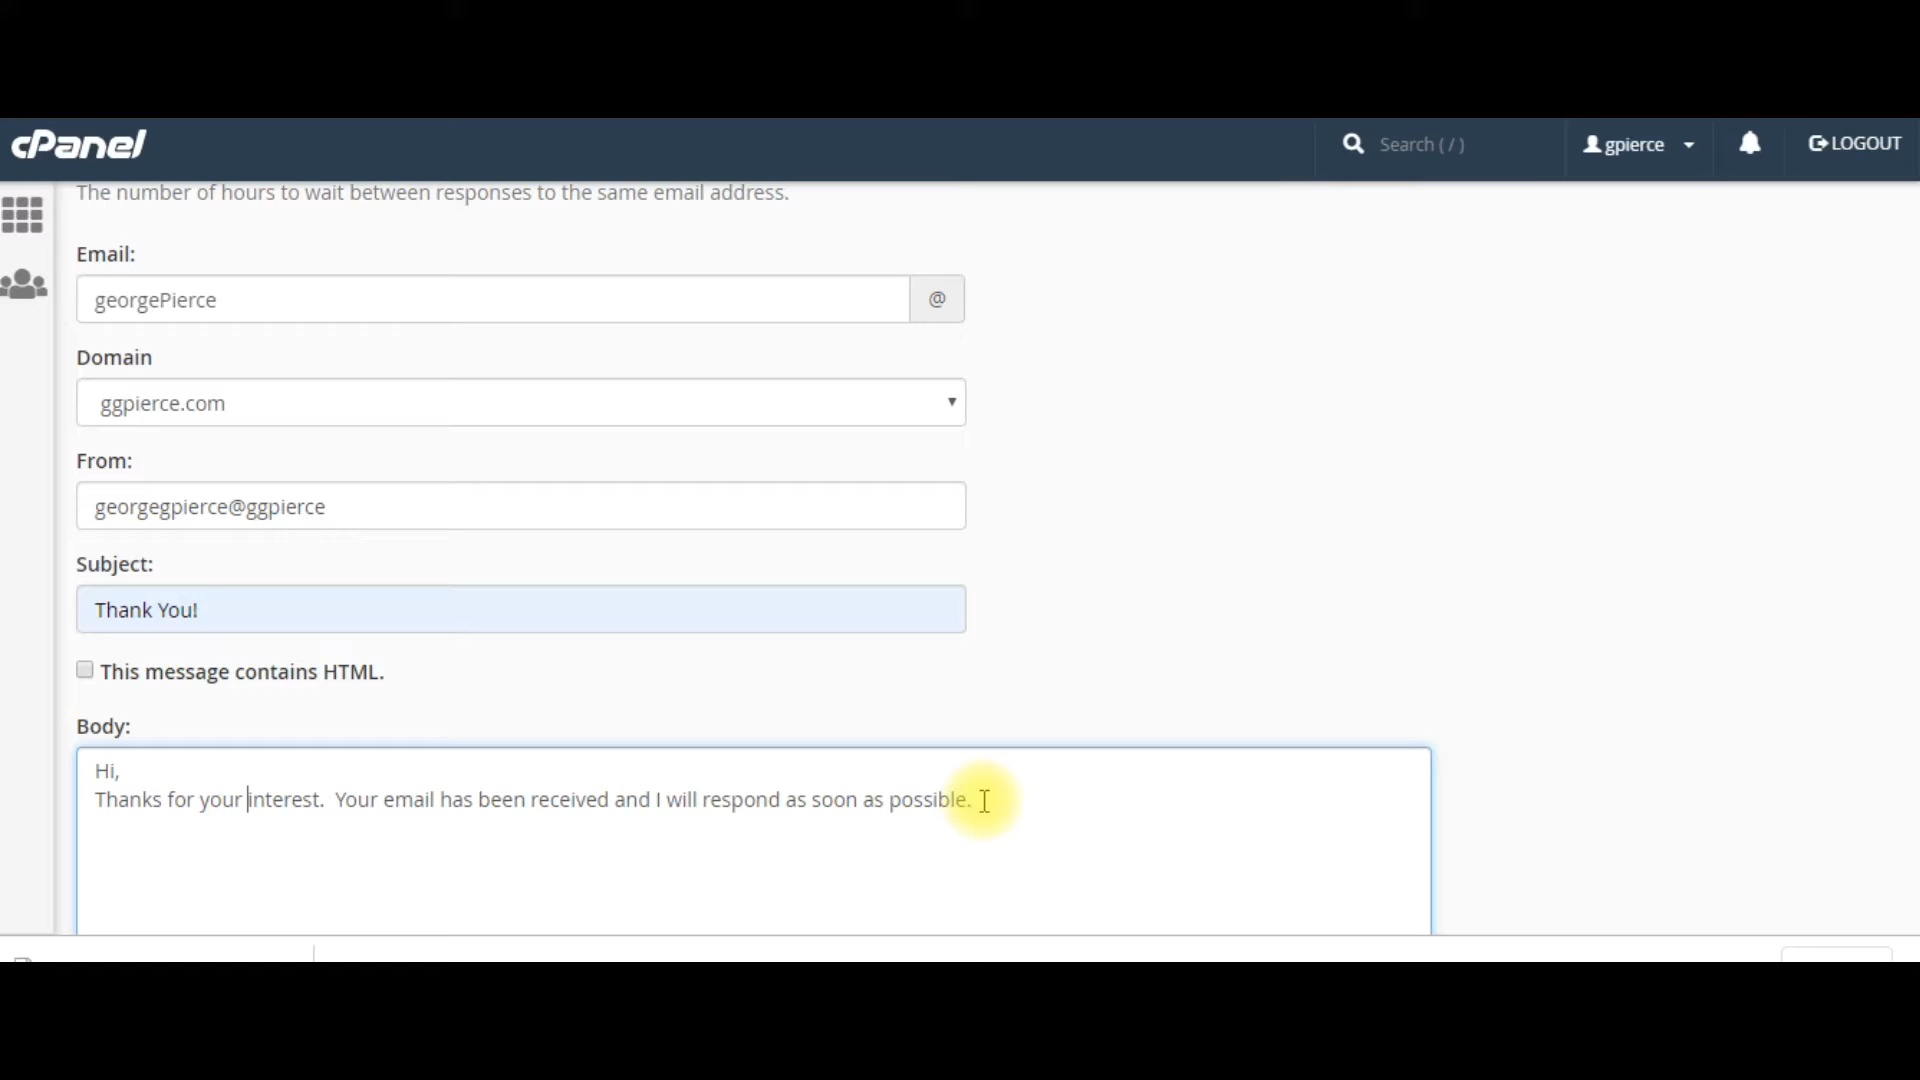 cPanel
Search ( / )
gpierce
LOGOUT
The number of hours to wait between responses to the same email address.
Email:
georgePierce
@
Domain
ggpierce.com
From:
georgegpierce@ggpierce
Subject:
Thank You!
This message contains HTML.
Body:
Hi,
Thanks for your interest.  Your email has been received and I will respond as soon as possible.